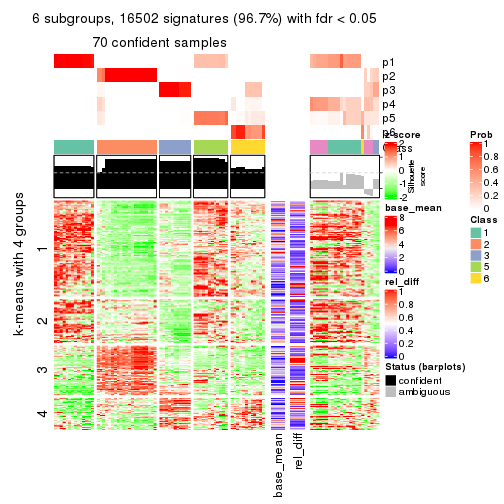 6 subgroups, 16502 signatures (96.7%) with fdr < 0.05
70 confident samples
p1
p2
p3
p4
p5
p6
Class
z-score
2
1
0
-1
-2
Silhouette
score
Prob
1
0.8
0.6
0.4
0.2
0
base_mean
8
6
4
2
0
Class
1
2
3
5
6
rel_diff
1
0.8
0.6
0.4
0.2
0
Status (barplots)
confident
ambiguous
k-means with 4 groups
1
2
3
4
base_mean
rel_diff